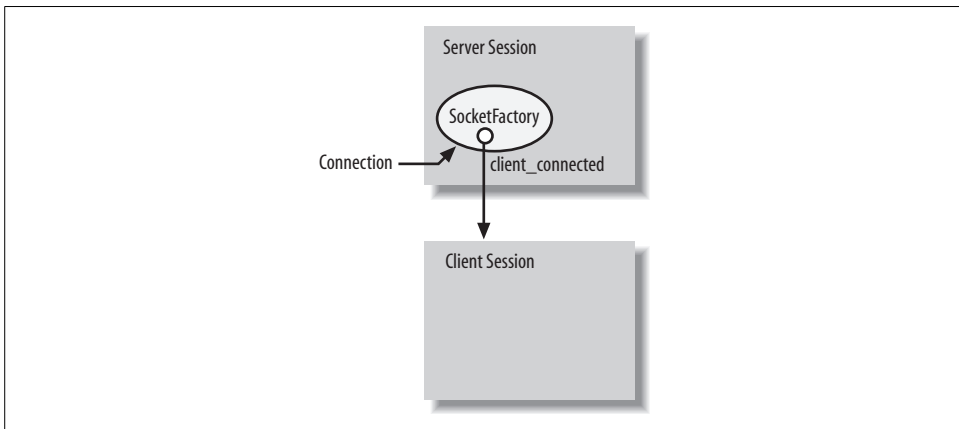 Server Session
SocketFactory
Connection
client_connected
Client Session